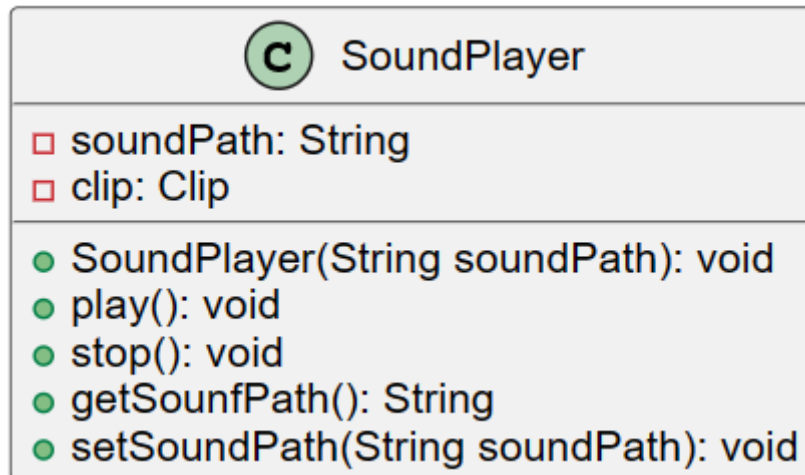 C SoundPlayer
soundPath: String
clip: Clip
SoundPlayer(String soundPath): void
play(): void
stop(): void
getSounfPath(): String
setSoundPath(String soundPath): void